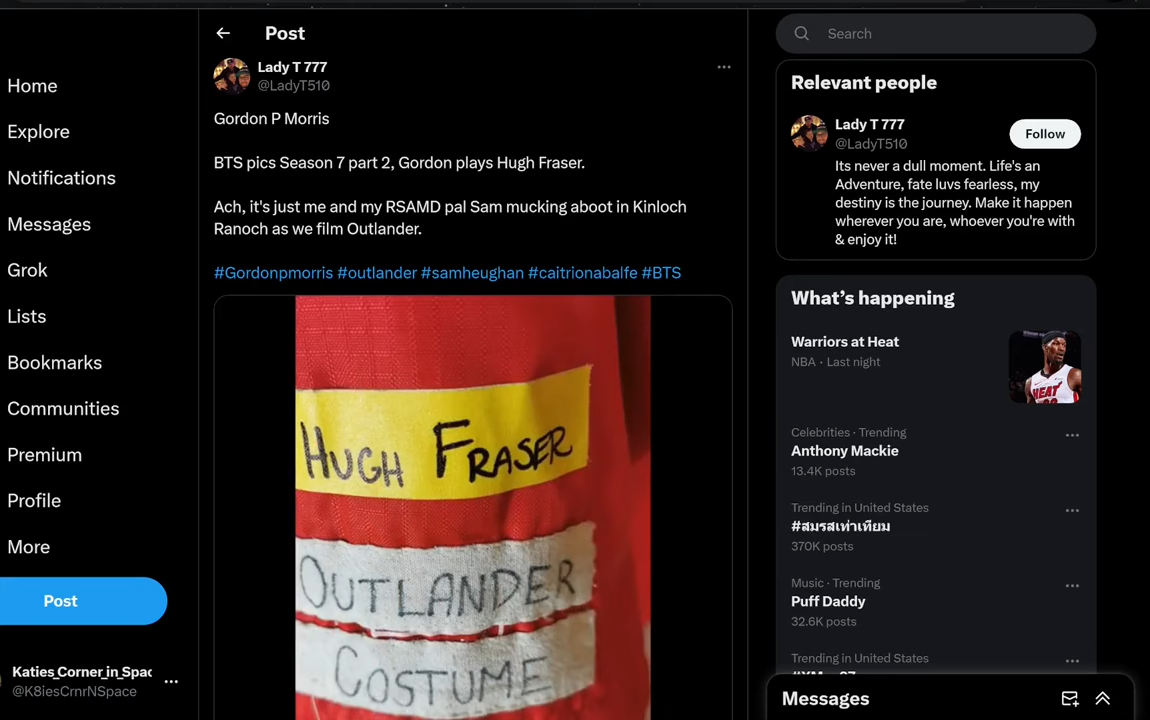 Home
Explore
Notifications
Messages
Grok
Lists
Bookmarks
Communities
Premium
Profile
More
Post
Katies_Corner_in_Spac
@K8iesCrnrNSpace
Post
Lady T 777
@LadyT510
Gordon P Morris
BTS pics Season 7 part 2, Gordon plays Hugh Fraser.
Ach, it's just me and my RSAMD pal Sam mucking aboot in Kinloch
Ranoch as we film Outlander.
#Gordonpmorris #outlander #samheughan #caitrionabalfe #BTS
HUGH FRASER
OUTLANDER
COSTUME
Search
Relevant people
Lady T 777
@LadyT510
Follow
Its never a dull moment. Life's an
Adventure, fate luvs fearless, my
destiny is the journey. Make it happen
wherever you are, whoever you're with
& enjoy it!
What's happening
Warriors at Heat
NBA · Last night
HEAT
Celebrities · Trending
Anthony Mackie
13.4K posts
Trending in United States
#สมรสเท่าเทียม
370K posts
Music · Trending
Puff Daddy
32.6K posts
Trending in United States
Messages